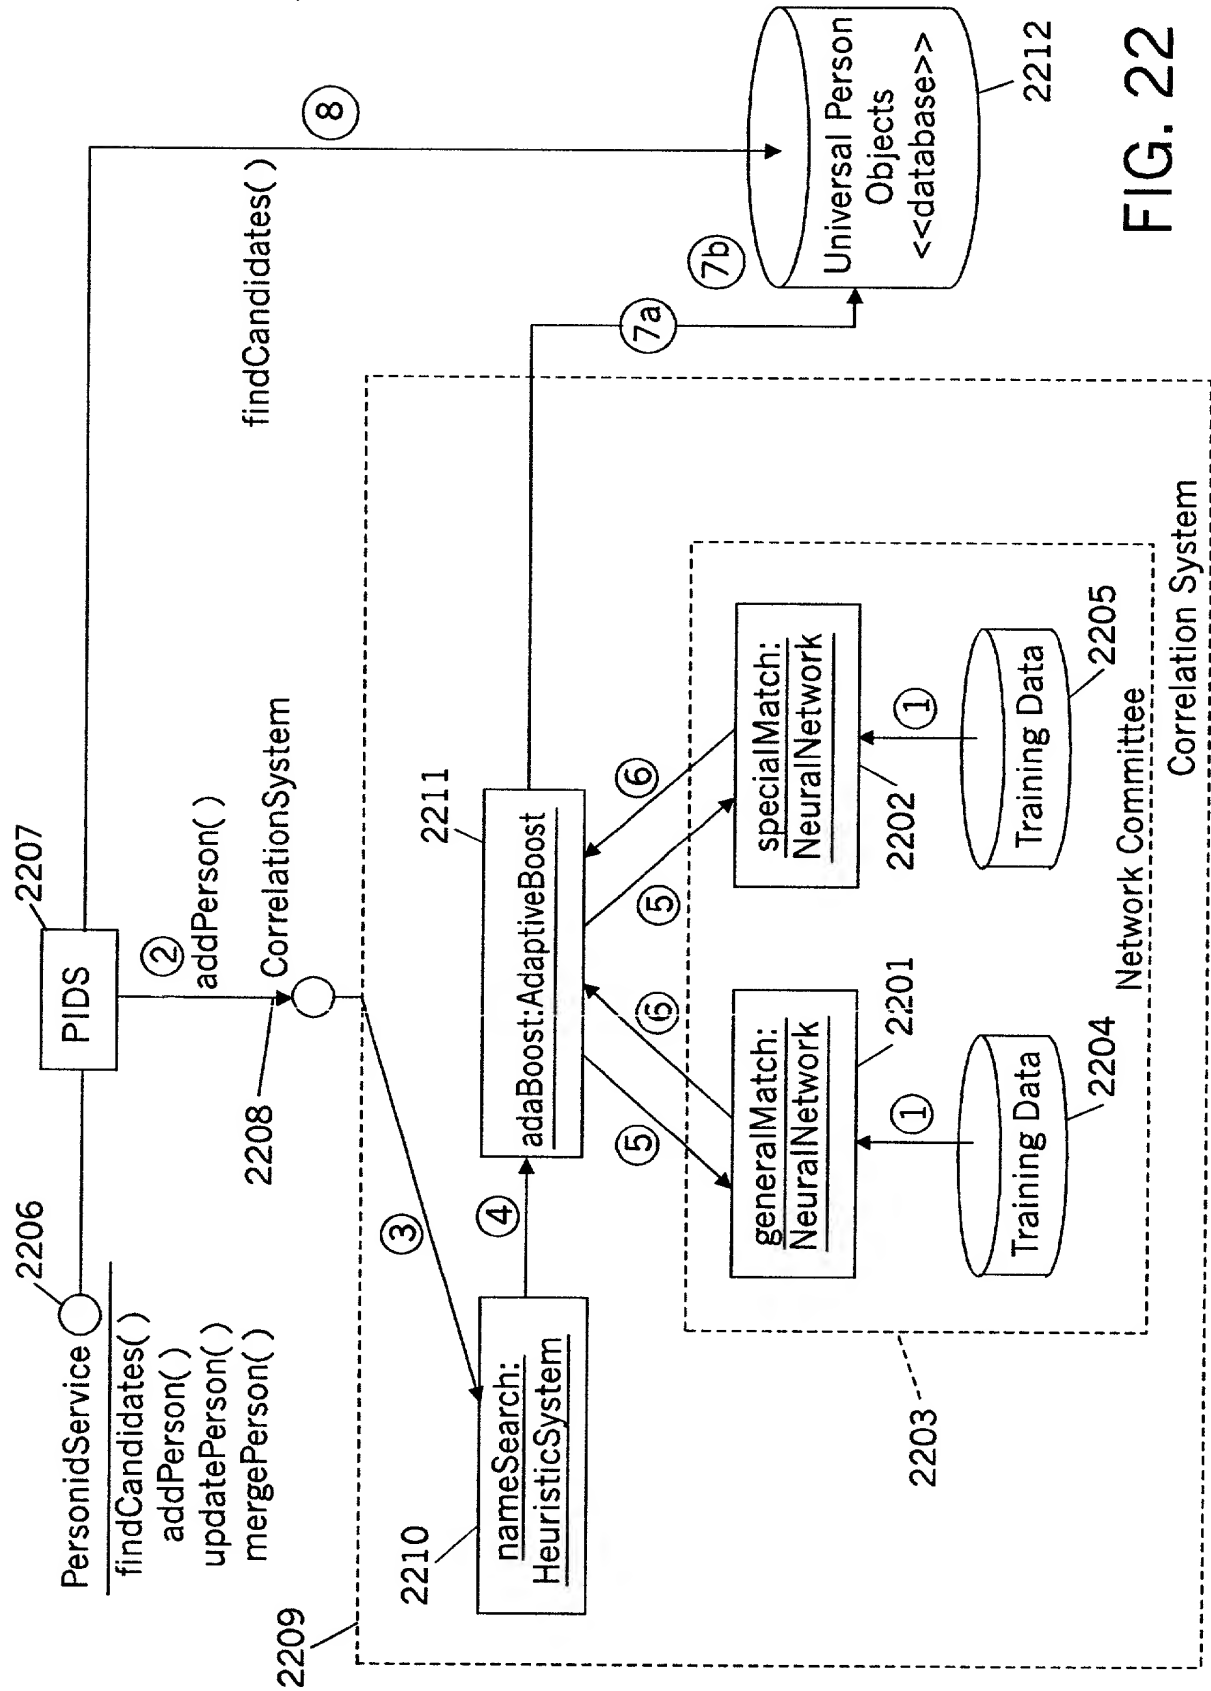 2206
PersonidService
findCandidates( )
addPerson( )
updatePerson( )
mergePerson( )
2207
PIDS
2
addPerson( )
2208
CorrelationSystem
findCandidates( )
8
2209
3
2210
nameSearch:
HeuristicSystem
4
2211
adaBoost:AdaptiveBoost
7a
7b
Universal Person
Objects
<<database>>
2212
5
6
5
6
generalMatch:
NeuralNetwork
2201
specialMatch:
NeuralNetwork
2202
1
1
Training Data
2204
Training Data
2205
2203
Network Committee
Correlation System
FIG. 22